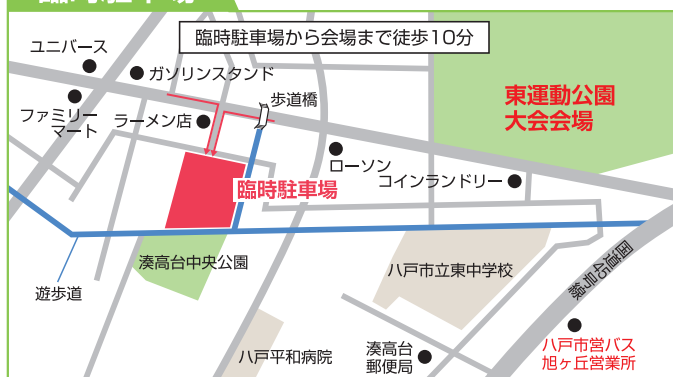 臨時駐車場
臨時駐車場から会場まで徒歩10分
ユニバース
ガソリンスタンド
ファミリー
マート
ラーメン店
歩道橋
東運動公園
大会会場
ローソン
コインランドリー
臨時駐車場
湊高台中央公園
遊歩道
八戸市立東中学校
国道45号線
八戸平和病院
湊高台
郵便局
八戸市営バス
旭ヶ丘営業所